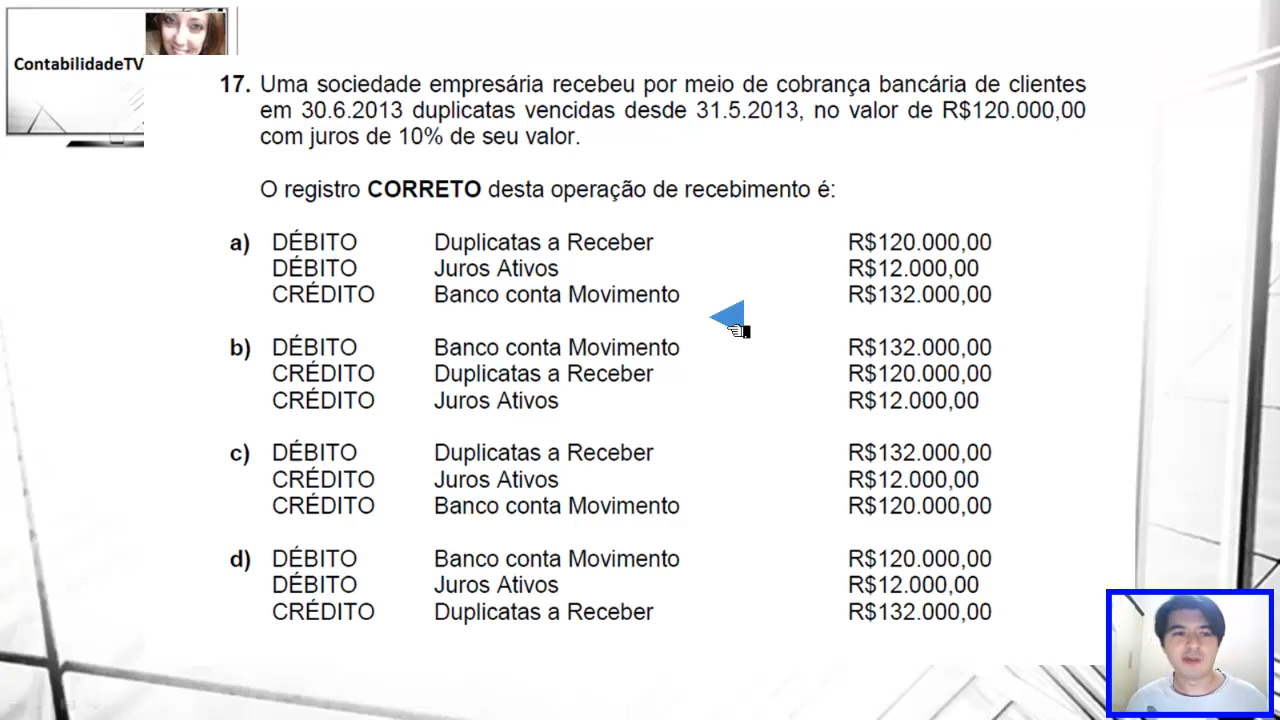 ContabilidadeTV
17. Uma sociedade empresária recebeu por meio de cobrança bancária de clientes
em 30.6.2013 duplicatas vencidas desde 31.5.2013, no valor de R$120.000,00
com juros de 10% de seu valor.
O registro CORRETO desta operação de recebimento é:
a) DÉBITO Duplicatas a Receber R$120.000,00
DÉBITO Juros Ativos R$12.000,00
CRÉDITO Banco conta Movimento R$132.000,00
b) DÉBITO Banco conta Movimento R$132.000,00
CRÉDITO Duplicatas a Receber R$120.000,00
CRÉDITO Juros Ativos R$12.000,00
c) DÉBITO Duplicatas a Receber R$132.000,00
CRÉDITO Juros Ativos R$12.000,00
CRÉDITO Banco conta Movimento R$120.000,00
d) DÉBITO Banco conta Movimento R$120.000,00
DÉBITO Juros Ativos R$12.000,00
CRÉDITO Duplicatas a Receber R$132.000,00